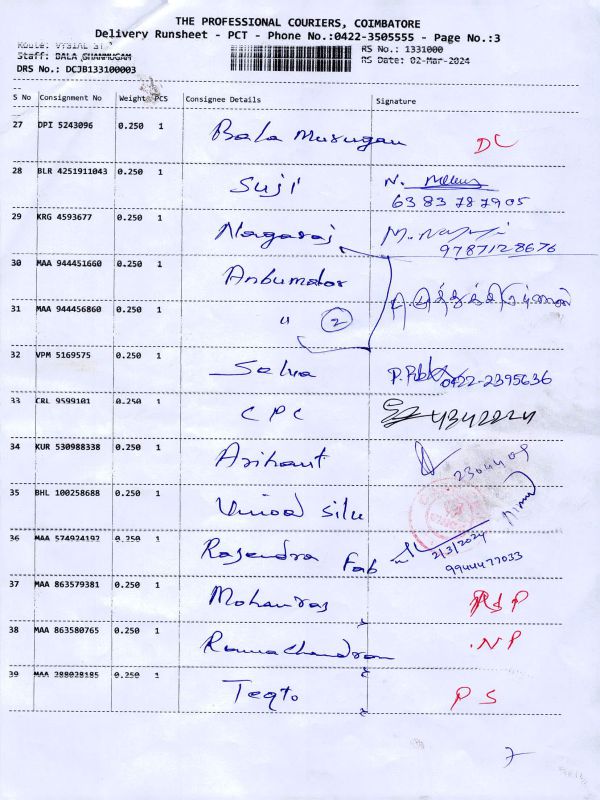 THE PROFESSIONAL COURIERS, COIMBATORE
Delivery Runsheet - PCT - Phone No.:0422-3505555 - Page No.:3
Route:
Staff: BALA SHANMUGAM
DRS No.: DCJB133100003
RS No.: 1331000
RS Date: 02-Mar-2024
S No Consignment No Weight PCS Consignee Details Signature
27 DPI 5243096 0.250 1 Bala Murugan DC
28 BLR 4251911043 0.250 1 Suji N.
63 83 787905
29 KRG 4593677 0.250 1 Nagaraj M.
9787128676
30 MAA 944451660 0.250 1
31 MAA 944456860 0.250 1 " 2
32 VPM 5169575 0.250 1 Selva 0422-2395636
33 CRL 9599101 0.250 1 CPC
34 KUR 530988338 0.250 1 Arihant
35 BHL 100258688 0.250 1
36 MAA 574924192 0.250 1 Rajendra Fab 2/3/2024
9944477033
37 MAA 863579381 0.250 1 Mohanraj
38 MAA 863580765 0.250 1 Ramachandran NP
39 MAA 288028185 0.250 1 Teqto PS